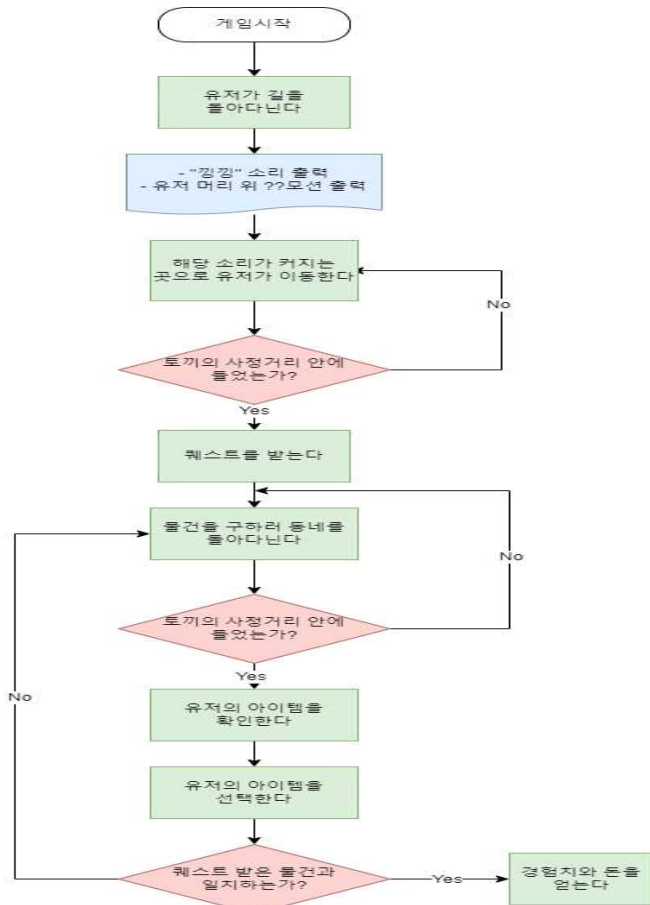 게임시작
유저가 길을
돌아다닌다
- "낑낑" 소리 출력
- 유저 머리 위 ??모션 출력
해당 소리가 커지는
곳으로 유저가 이동한다
No
토끼의 사정거리 안에
들었는가?
Yes
퀘스트를 받는다
물건을 구하러 동네를
돌아다닌다
No
토끼의 사정거리 안에
들었는가?
Yes
No
유저의 아이템을
확인한다
유저의 아이템을
선택한다
퀘스트 받은 물건과
일치하는가?
Yes
경험치와 돈을
얻는다